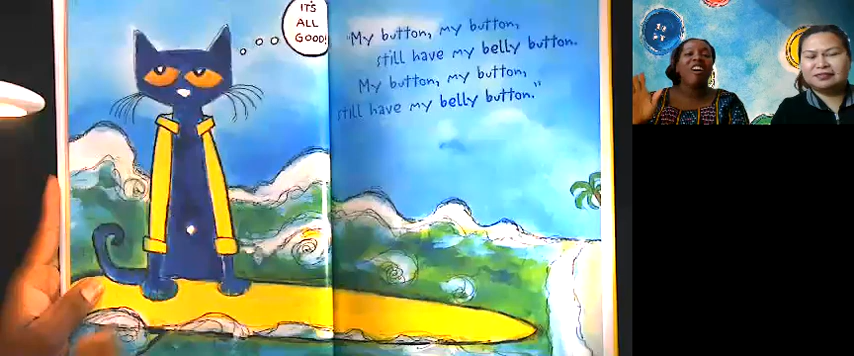 IT'S
ALL
GOOD!
"My button, my button,
still have my belly button.
My button, my button,
still have my belly button."